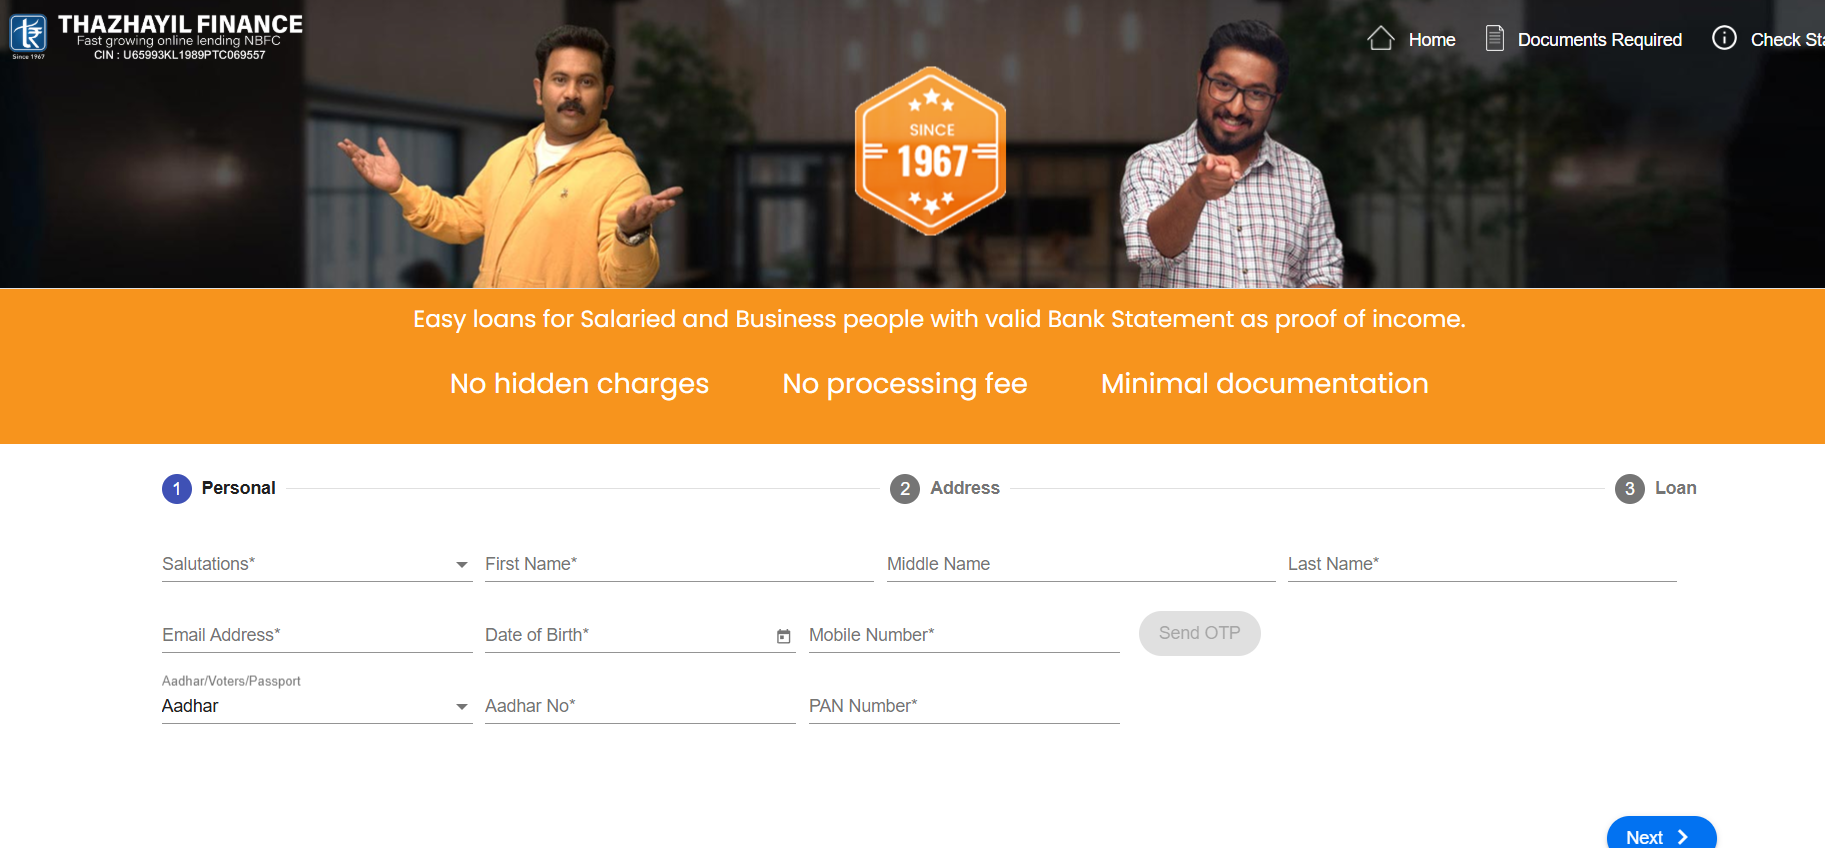 THAZHAYIL FINANCE
Fast growing online lending NBFC
CIN : U65993KL1989PTC069557
Since 1967
Home
Documents Required
Check Sta
SINCE
1967
Easy loans for Salaried and Business people with valid Bank Statement as proof of income.
No hidden charges No processing fee Minimal documentation
1 Personal 2 Address 3 Loan
Salutations* First Name* Middle Name Last Name*
Email Address* Date of Birth* Mobile Number* Send OTP
Aadhar/Voters/Passport
Aadhar Aadhar No* PAN Number*
Next